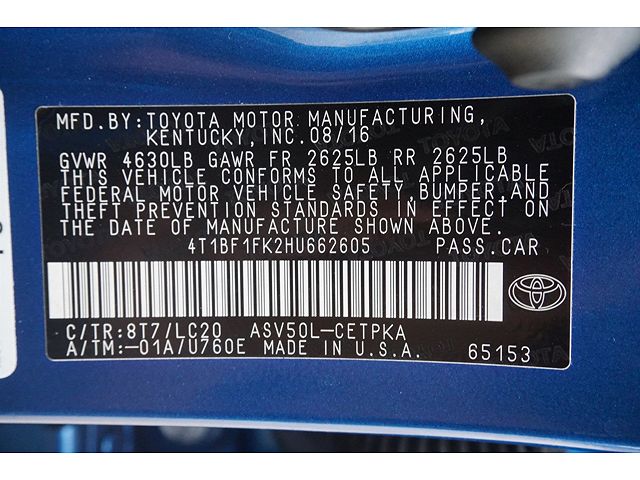 MFD.BY:TOYOTA MOTOR MANUFACTURING,
KENTUCKY,INC.08/16
GVWR 4630LB GAWR FR 2625LB RR 2625LB
THIS VEHICLE CONFORMS TO ALL APPLICABLE
FEDERAL MOTOR VEHICLE SAFETY,BUMPER,AND
THEFT PREVENTION STANDARDS IN EFFECT ON
THE DATE OF MANUFACTURE SHOWN ABOVE.
4T1BF1FK2HU662605 PASS.CAR
C/TR:8T7/LC20 ASV50L-CETPKA
A/TM:-01A/U760E MADE IN U.S.A. 65153